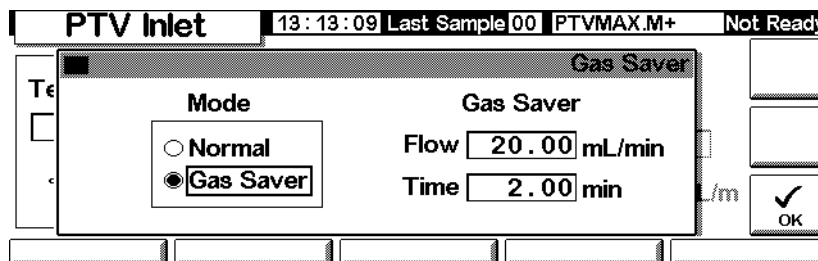 PTV Inlet 13:13:09 Last Sample 00 PTVMAX.M+ Not Ready
Gas Saver
Te
Mode Gas Saver
Normal Flow 20.00 mL/min
Gas Saver Time 2.00 min
L/m
OK